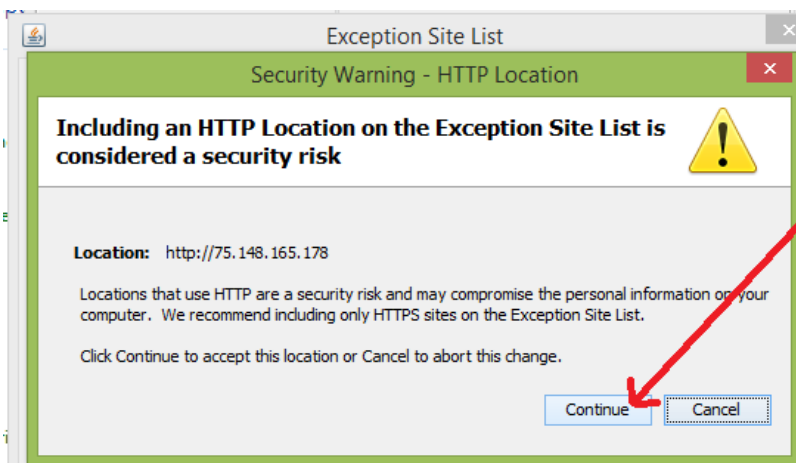 Exception Site List
Security Warning - HTTP Location
Including an HTTP Location on the Exception Site List is
considered a security risk
Location: http://75.148.165.178
Locations that use HTTP are a security risk and may compromise the personal information on your
computer. We recommend including only HTTPS sites on the Exception Site List.
Click Continue to accept this location or Cancel to abort this change.
Continue Cancel